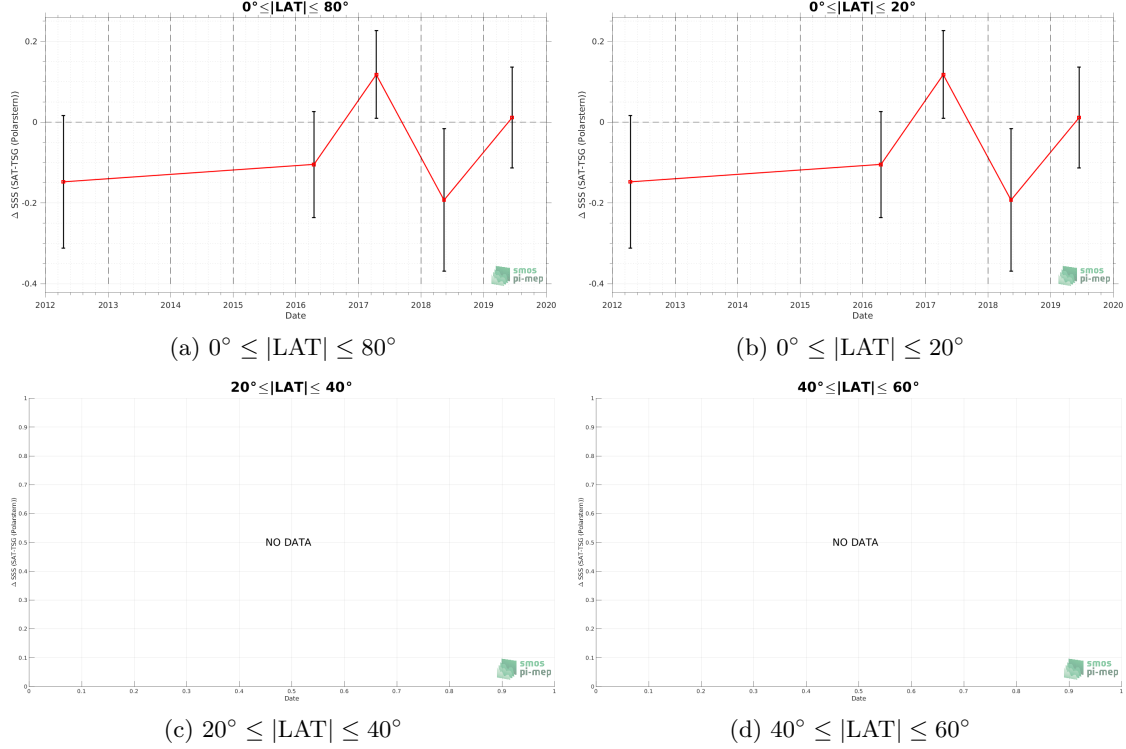 0°≤|LAT|≤ 80°
0.2
0
-0.2
-0.4
Δ SSS (SAT-TSG (Polarstern))
2012 2013 2014 2015 2016 2017 2018 2019 2020
Date
smos
pi-mep
(a) 0° ≤ |LAT| ≤ 80°
0°≤|LAT|≤ 20°
0.2
0
-0.2
-0.4
Δ SSS (SAT-TSG (Polarstern))
2012 2013 2014 2015 2016 2017 2018 2019 2020
Date
smos
pi-mep
(b) 0° ≤ |LAT| ≤ 20°
20°≤|LAT|≤ 40°
1
0.9
0.8
0.7
0.6
0.5
0.4
0.3
0.2
0.1
0
Δ SSS (SAT-TSG (Polarstern))
NO DATA
0 0.1 0.2 0.3 0.4 0.5 0.6 0.7 0.8 0.9 1
Date
smos
pi-mep
(c) 20° ≤ |LAT| ≤ 40°
40°≤|LAT|≤ 60°
1
0.9
0.8
0.7
0.6
0.5
0.4
0.3
0.2
0.1
0
Δ SSS (SAT-TSG (Polarstern))
NO DATA
0 0.1 0.2 0.3 0.4 0.5 0.6 0.7 0.8 0.9 1
Date
smos
pi-mep
(d) 40° ≤ |LAT| ≤ 60°